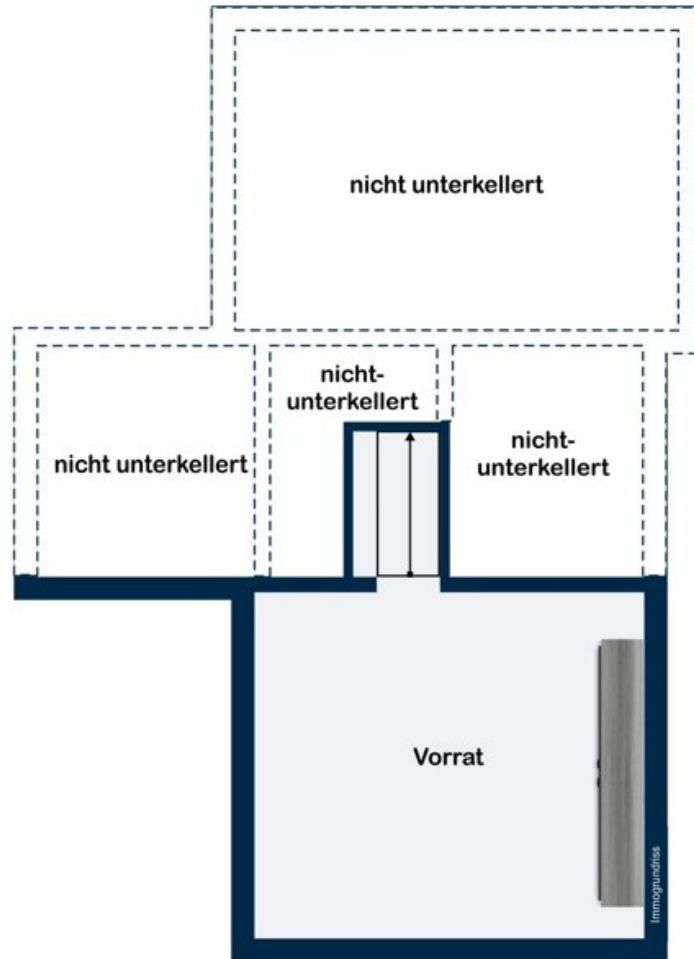 nicht unterkellert
nicht-
unterkellert
nicht unterkellert
nicht-
unterkellert
Vorrat
Immogrundriss